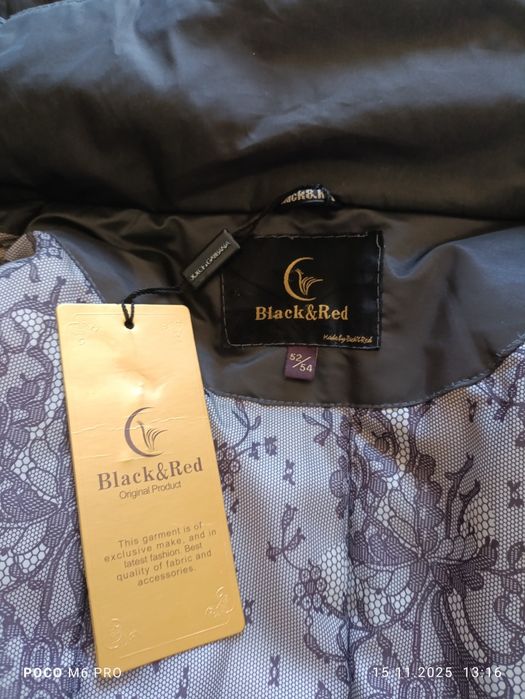 Black&Red
Made by Black&Red
52/54
Black&Red
Original Product
This garment is of
exclusive make, and in
latest fashion. Best
quality of fabric and
accessories.
POCO M6 PRO
15.11.2025 13:16